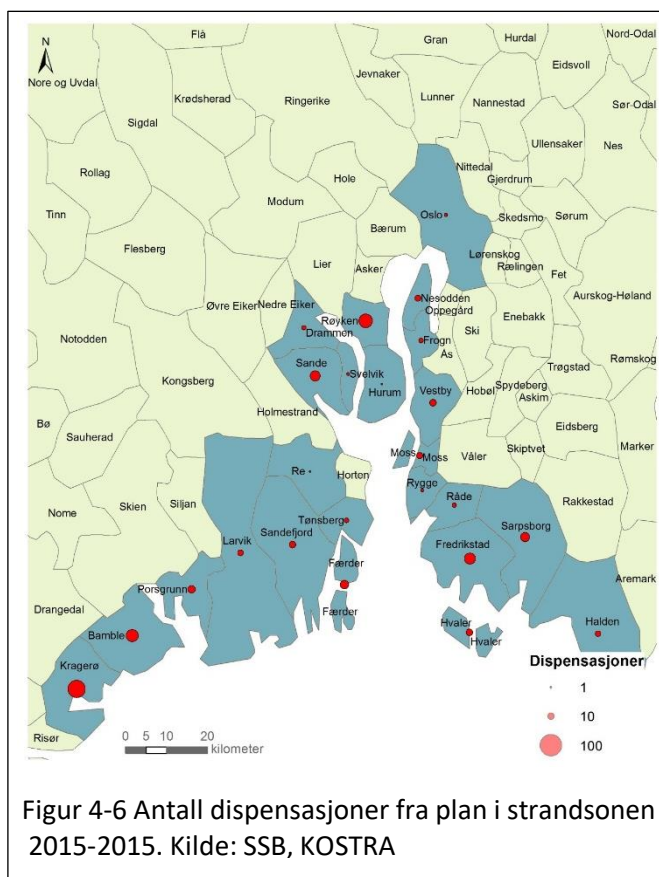 Flå
Gran
Hurdal
Nord-Odal
N
Jevnaker
Eidsvoll
Nore og Uvdal
Krødsherad
Ringerike
Lunner
Nannestad
Sør-Odal
Sigdal
Ullensaker
Nes
Nittedal
Rollag
Hole
Gjerdrum
Modum
Tinn
Oslo
Skedsmo
Sørum
Bærum
Flesberg
Lier
Lørenskog
Rælingen
Fet
Asker
Aurskog-Høland
Øvre Eiker
Nedre Eiker
Nesodden
Oppegård
Enebakk
Røyken
Drammen
Ski
Notodden
Frogn
Ås
Rømskog
Trøgstad
Sande
Svelvik
Kongsberg
Hurum
Vestby
Hobøl
Spydeberg
Askim
Holmestrand
Bø
Eidsberg
Sauherad
Marker
Moss
Moss
Våler
Skiptvet
Re
Horten
Rygge
Skien
Siljan
Råde
Rakkestad
Nome
Tønsberg
Sarpsborg
Larvik
Sandefjord
Fredrikstad
Færder
Aremark
Porsgrunn
Drangedal
Færder
Hvaler
Halden
Bamble
Hvaler
Kragerø
Dispensasjoner
1
Risør
0 5 10 20
kilometer
10
100
Figur 4-6 Antall dispensasjoner fra plan i strandsonen
2015-2015. Kilde: SSB, KOSTRA